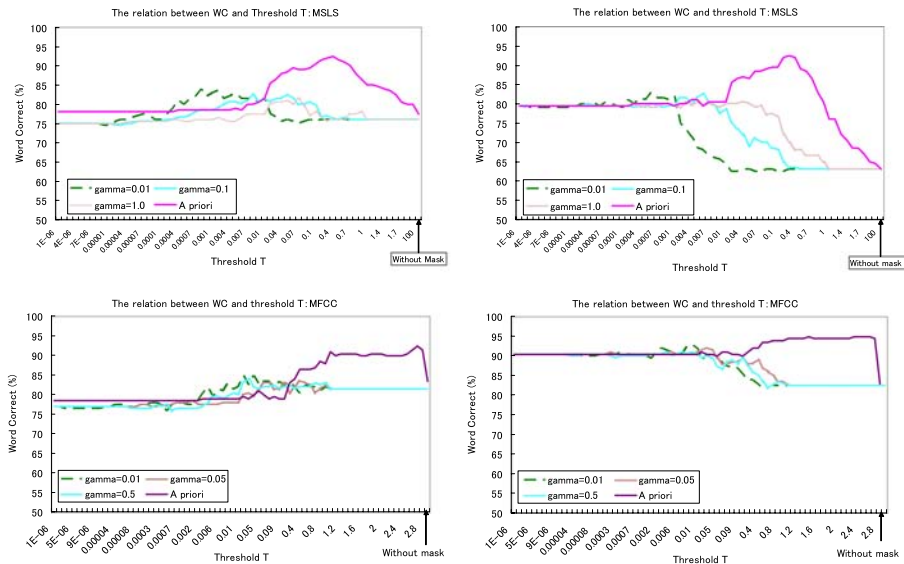 The relation between WC and Threshold T:MSLS
Word Correct (%)
100
95
90
85
80
75
70
65
60
55
50
gamma=0.01
gamma=0.1
gamma=1.0
A priori
1E-06
4E-06
7E-06
0.00001
0.00004
0.00007
0.0001
0.0004
0.0007
0.001
0.004
0.007
0.01
0.04
0.07
0.1
0.4
0.7
1
1.4
1.7
100
Without Mask
Threshold T
The relation between WC and threshold T:MSLS
Word Correct (%)
100
95
90
85
80
75
70
65
60
55
50
gamma=0.01
gamma=0.1
gamma=1.0
A priori
1E-06
4E-06
7E-06
0.00001
0.00004
0.00007
0.0001
0.0004
0.0007
0.001
0.004
0.007
0.01
0.04
0.07
0.1
0.4
0.7
1
1.4
1.7
100
Without mask
Threshold T
The relation between WC and threshold T:MFCC
Word Correct (%)
100
95
90
85
80
75
70
65
60
55
50
gamma=0.01
gamma=0.05
gamma=0.5
A priori
1E-06
5E-06
9E-06
0.00004
0.00008
0.0003
0.0007
0.002
0.006
0.01
0.05
0.09
0.4
0.8
1.2
1.6
2
2.4
2.8
Without mask
Threshold T
The relation between WC and threshold T:MFCC
Word Correct (%)
100
95
90
85
80
75
70
65
60
55
50
gamma=0.01
gamma=0.05
gamma=0.5
A priori
1E-06
5E-06
9E-06
0.00004
0.00008
0.0003
0.0007
0.002
0.006
0.01
0.05
0.09
0.4
0.8
1.2
1.6
2
2.4
2.8
Without mask
Threshold T